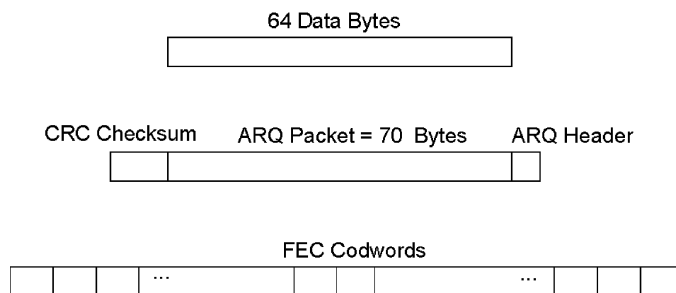 64 Data Bytes
CRC Checksum ARQ Packet = 70 Bytes ARQ Header
FEC Codwords
... ...